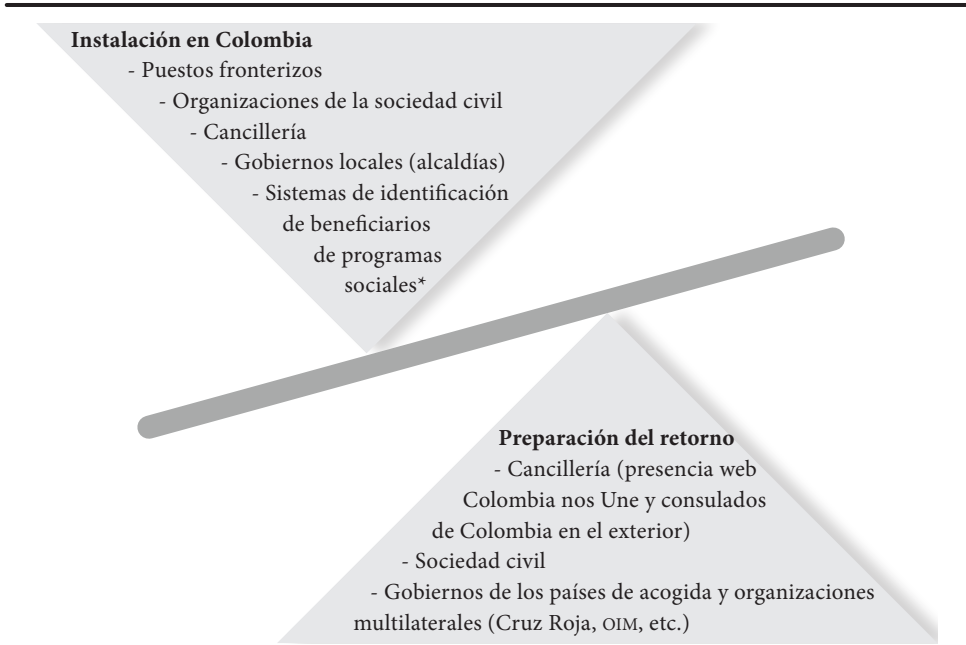 Instalación en Colombia
- Puestos fronterizos
- Organizaciones de la sociedad civil
- Cancillería
- Gobiernos locales (alcaldías)
- Sistemas de identificación
de beneficiarios
de programas
sociales*
Preparación del retorno
- Cancillería (presencia web
Colombia nos Une y consulados
de Colombia en el exterior)
- Sociedad civil
- Gobiernos de los países de acogida y organizaciones
multilaterales (Cruz Roja, OIM, etc.)